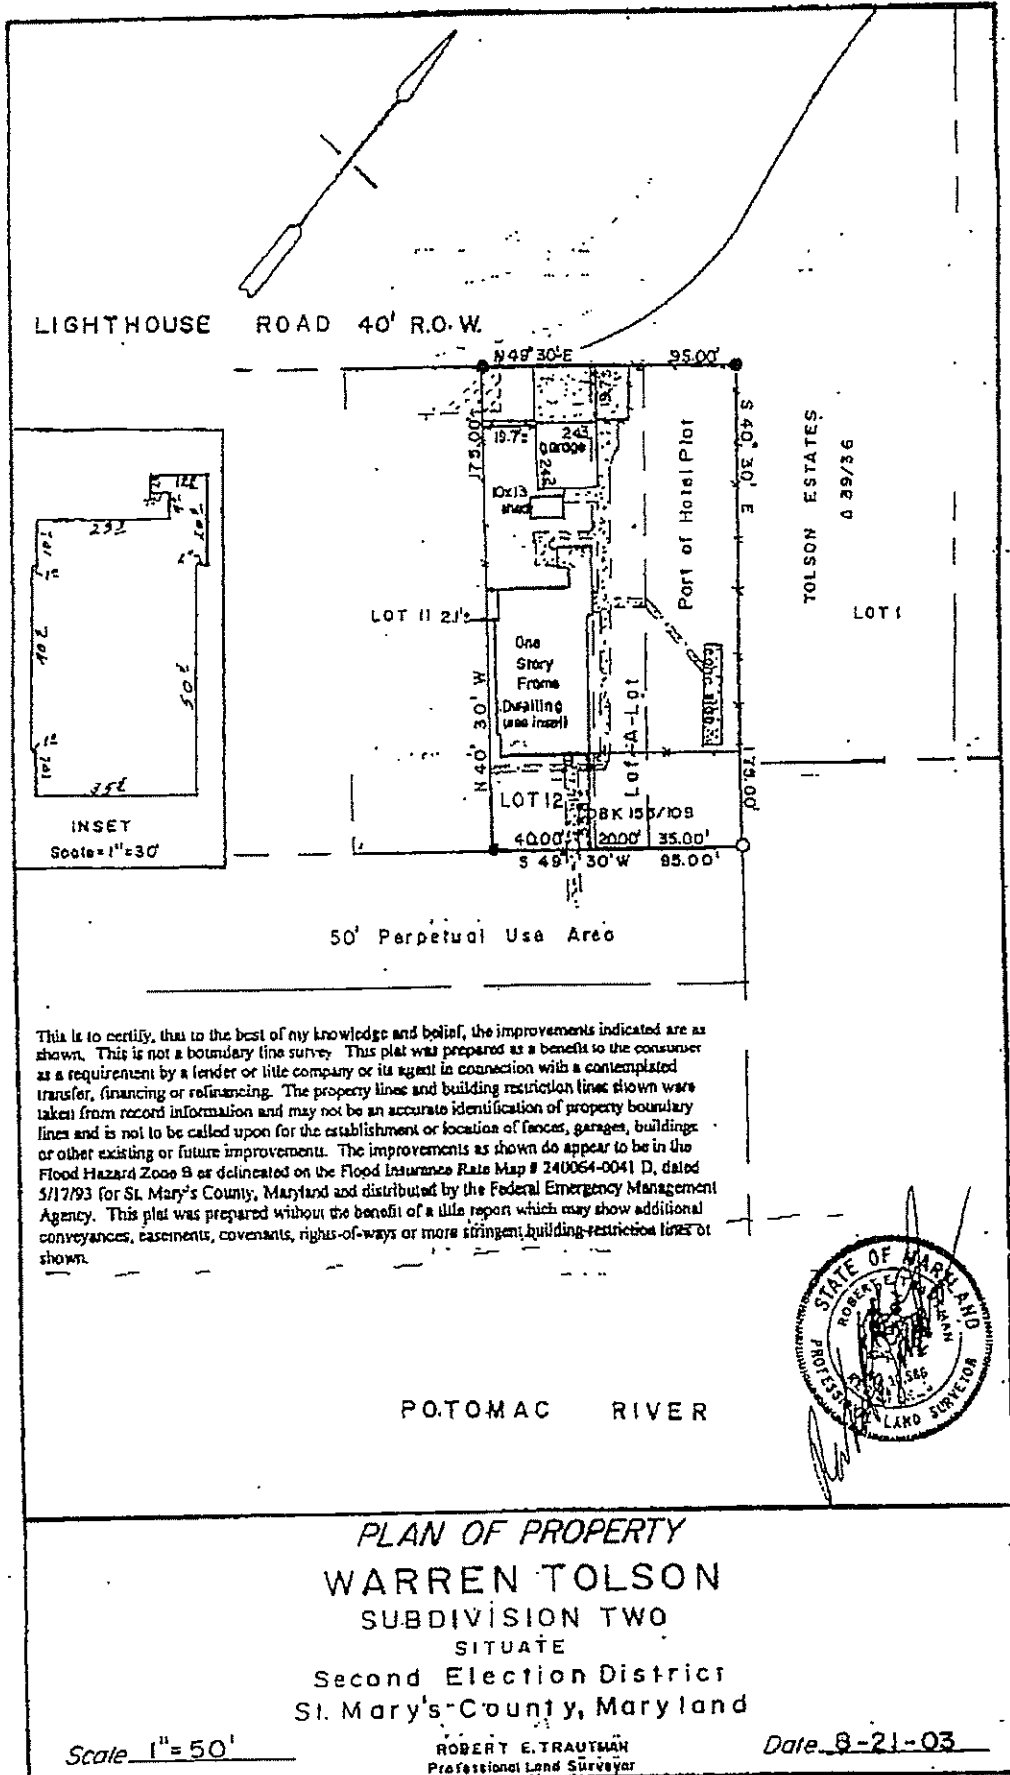 LIGHTHOUSE ROAD 40' R.O.W.
N 49° 30' E 95.00'
S 40° 30' E
175.00'
175.00'
N 40° 30' W
19.7±
19.7±
24.3
garage
24.2
10x13
shed
Part of Hotel Plot
TOLSON ESTATES
39/36
LOT 1
LOT 11 2.1'±
One
Story
Frame
Dwelling
(see inset)
conc slab
Lot-A-Lot
LOT 12
DBK 155/109
40.00' 20.00' 35.00'
S 49° 30' W 95.00'
29±
40±
50±
35±
INSET
Scale=1"=30'
50' Perpetual Use Area
This is to certify, that to the best of my knowledge and belief, the improvements indicated are as
shown. This is not a boundary line survey This plat was prepared as a benefit to the consumer
as a requirement by a lender or title company or its agent in connection with a contemplated
transfer, financing or refinancing. The property lines and building restriction lines shown were
taken from record information and may not be an accurate identification of property boundary
lines and is not to be called upon for the establishment or location of fences, garages, buildings
or other existing or future improvements. The improvements as shown do appear to be in the
Flood Hazard Zone B as delineated on the Flood Insurance Rate Map # 240064-0041 D, dated
5/17/93 for St. Mary's County, Maryland and distributed by the Federal Emergency Management
Agency. This plat was prepared without the benefit of a title report which may show additional
conveyances, easements, covenants, rights-of-ways or more stringent building-restriction lines ot
shown.
STATE OF MARYLAND
PROFESSIONAL LAND SURVEYOR
POTOMAC RIVER
PLAN OF PROPERTY
WARREN TOLSON
SUBDIVISION TWO
SITUATE
Second Election District
St. Mary's County, Maryland
Scale 1"=50'
ROBERT E. TRAUTMAN
Professional Land Surveyor
Date 8-21-03